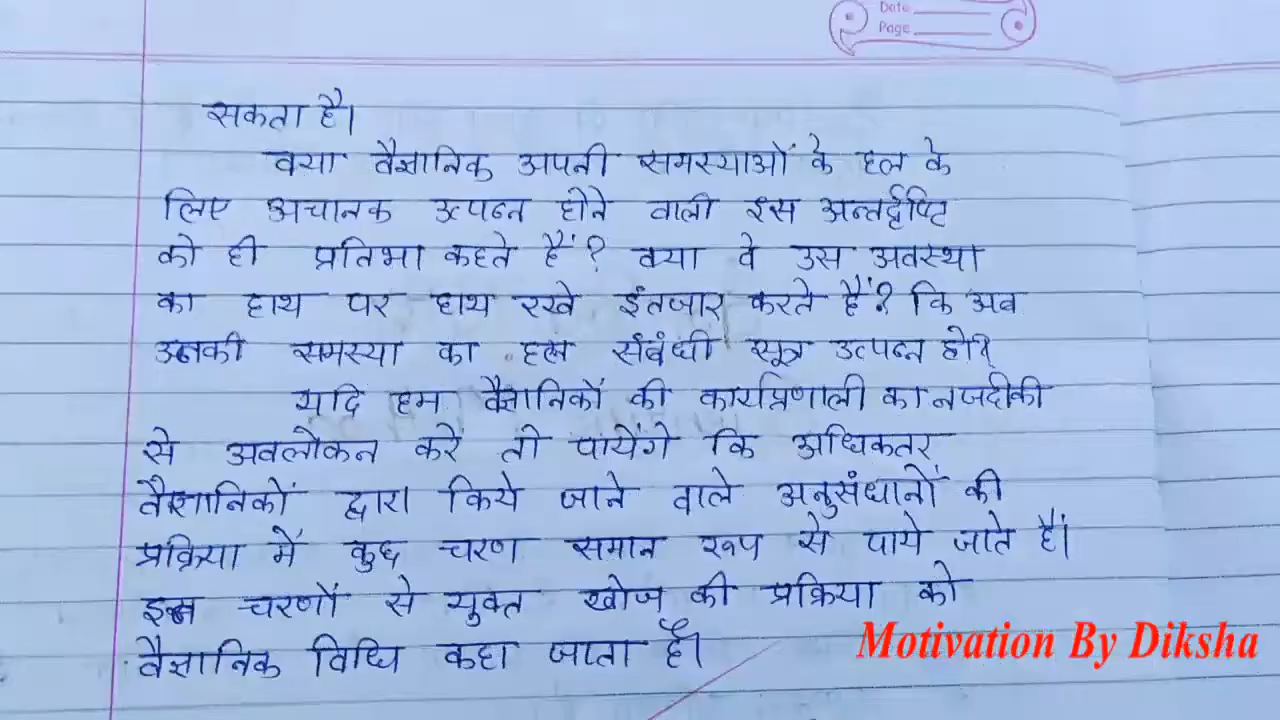 Date
Page
सकता है।
क्या वैज्ञानिक अपनी समस्याओं के हल के
लिए अचानक उत्पन्न होने वाली इस अन्तर्दृष्टि
को ही प्रतिभा कहते हैं? क्या वे उस अवस्था
का हाथ पर हाथ रखे इंतजार करते हैं? कि अब
उनकी समस्या का हल संबंधी सूत्र उत्पन्न हो?
यदि हम वैज्ञानिकों की कार्यप्रिणाली का नजदीकी
से अवलोकन करें तो पायेंगे कि अधिकतर
वैज्ञानिकों द्वारा किये जाने वाले अनुसंधानों की
प्रक्रिया में कुछ चरण समान रूप से पाये जाते हैं।
इन चरणों से युक्त खोज की प्रक्रिया को
वैज्ञानिक विधि कहा जाता है।
Motivation By Diksha